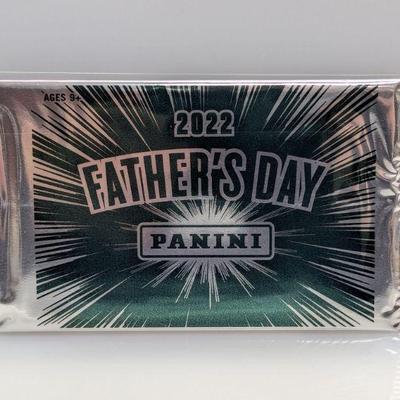 AGES 9+
2022
FATHER'S DAY
PANINI